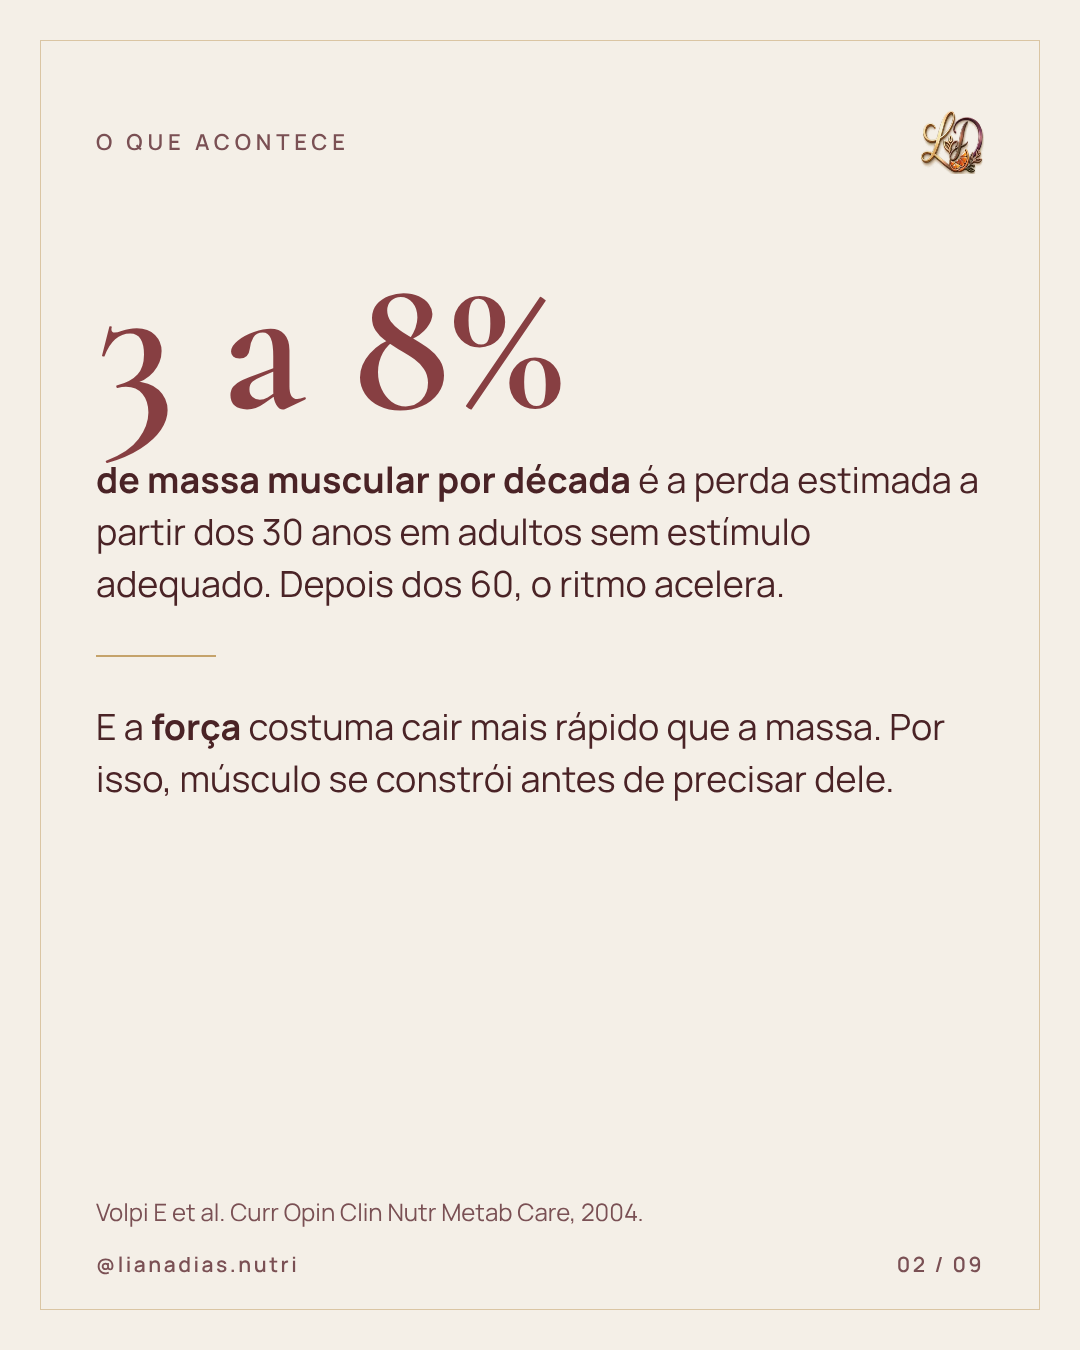 O QUE ACONTECE
LD
3 a 8%
de massa muscular por década é a perda estimada a
partir dos 30 anos em adultos sem estímulo
adequado. Depois dos 60, o ritmo acelera.
E a força costuma cair mais rápido que a massa. Por
isso, músculo se constrói antes de precisar dele.
Volpi E et al. Curr Opin Clin Nutr Metab Care, 2004.
@lianadias.nutri
02 / 09